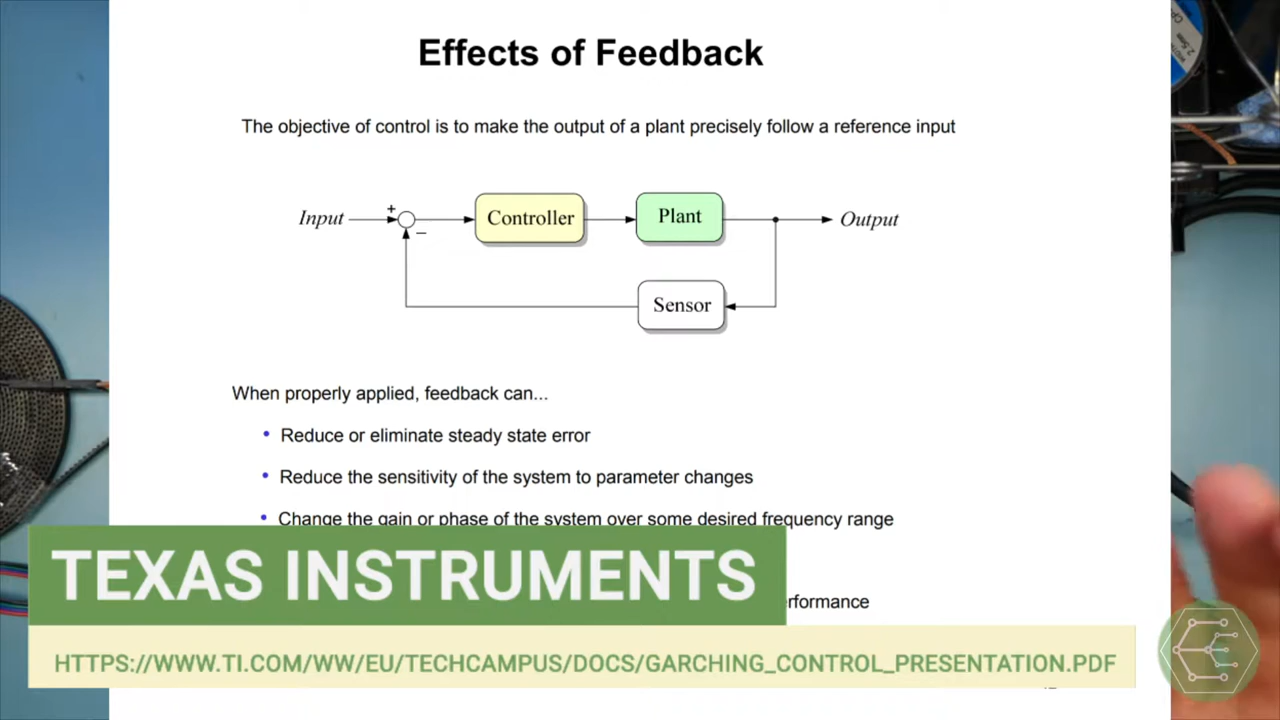 Effects of Feedback
The objective of control is to make the output of a plant precisely follow a reference input
Input
+
−
Controller
Plant
Output
Sensor
When properly applied, feedback can...
• Reduce or eliminate steady state error
• Reduce the sensitivity of the system to parameter changes
• Change the gain or phase of the system over some desired frequency range
TEXAS INSTRUMENTS
rformance
HTTPS://WWW.TI.COM/WW/EU/TECHCAMPUS/DOCS/GARCHING_CONTROL_PRESENTATION.PDF
2.5mm